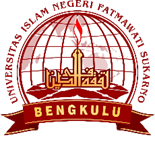 UNIVERSITAS ISLAM NEGERI FATMAWATI SUKARNO
BENGKULU